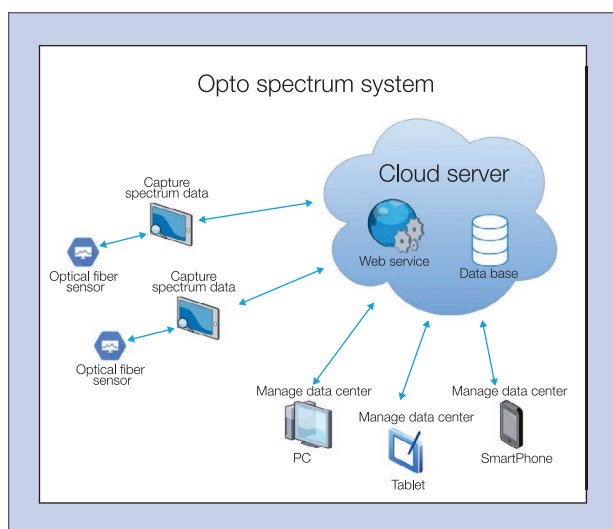 Opto spectrum system
Cloud server
Web service
Data base
Capture
spectrum data
Optical fiber
sensor
Capture
spectrum data
Optical fiber
sensor
Manage data center
PC
Manage data center
Tablet
Manage data center
SmartPhone